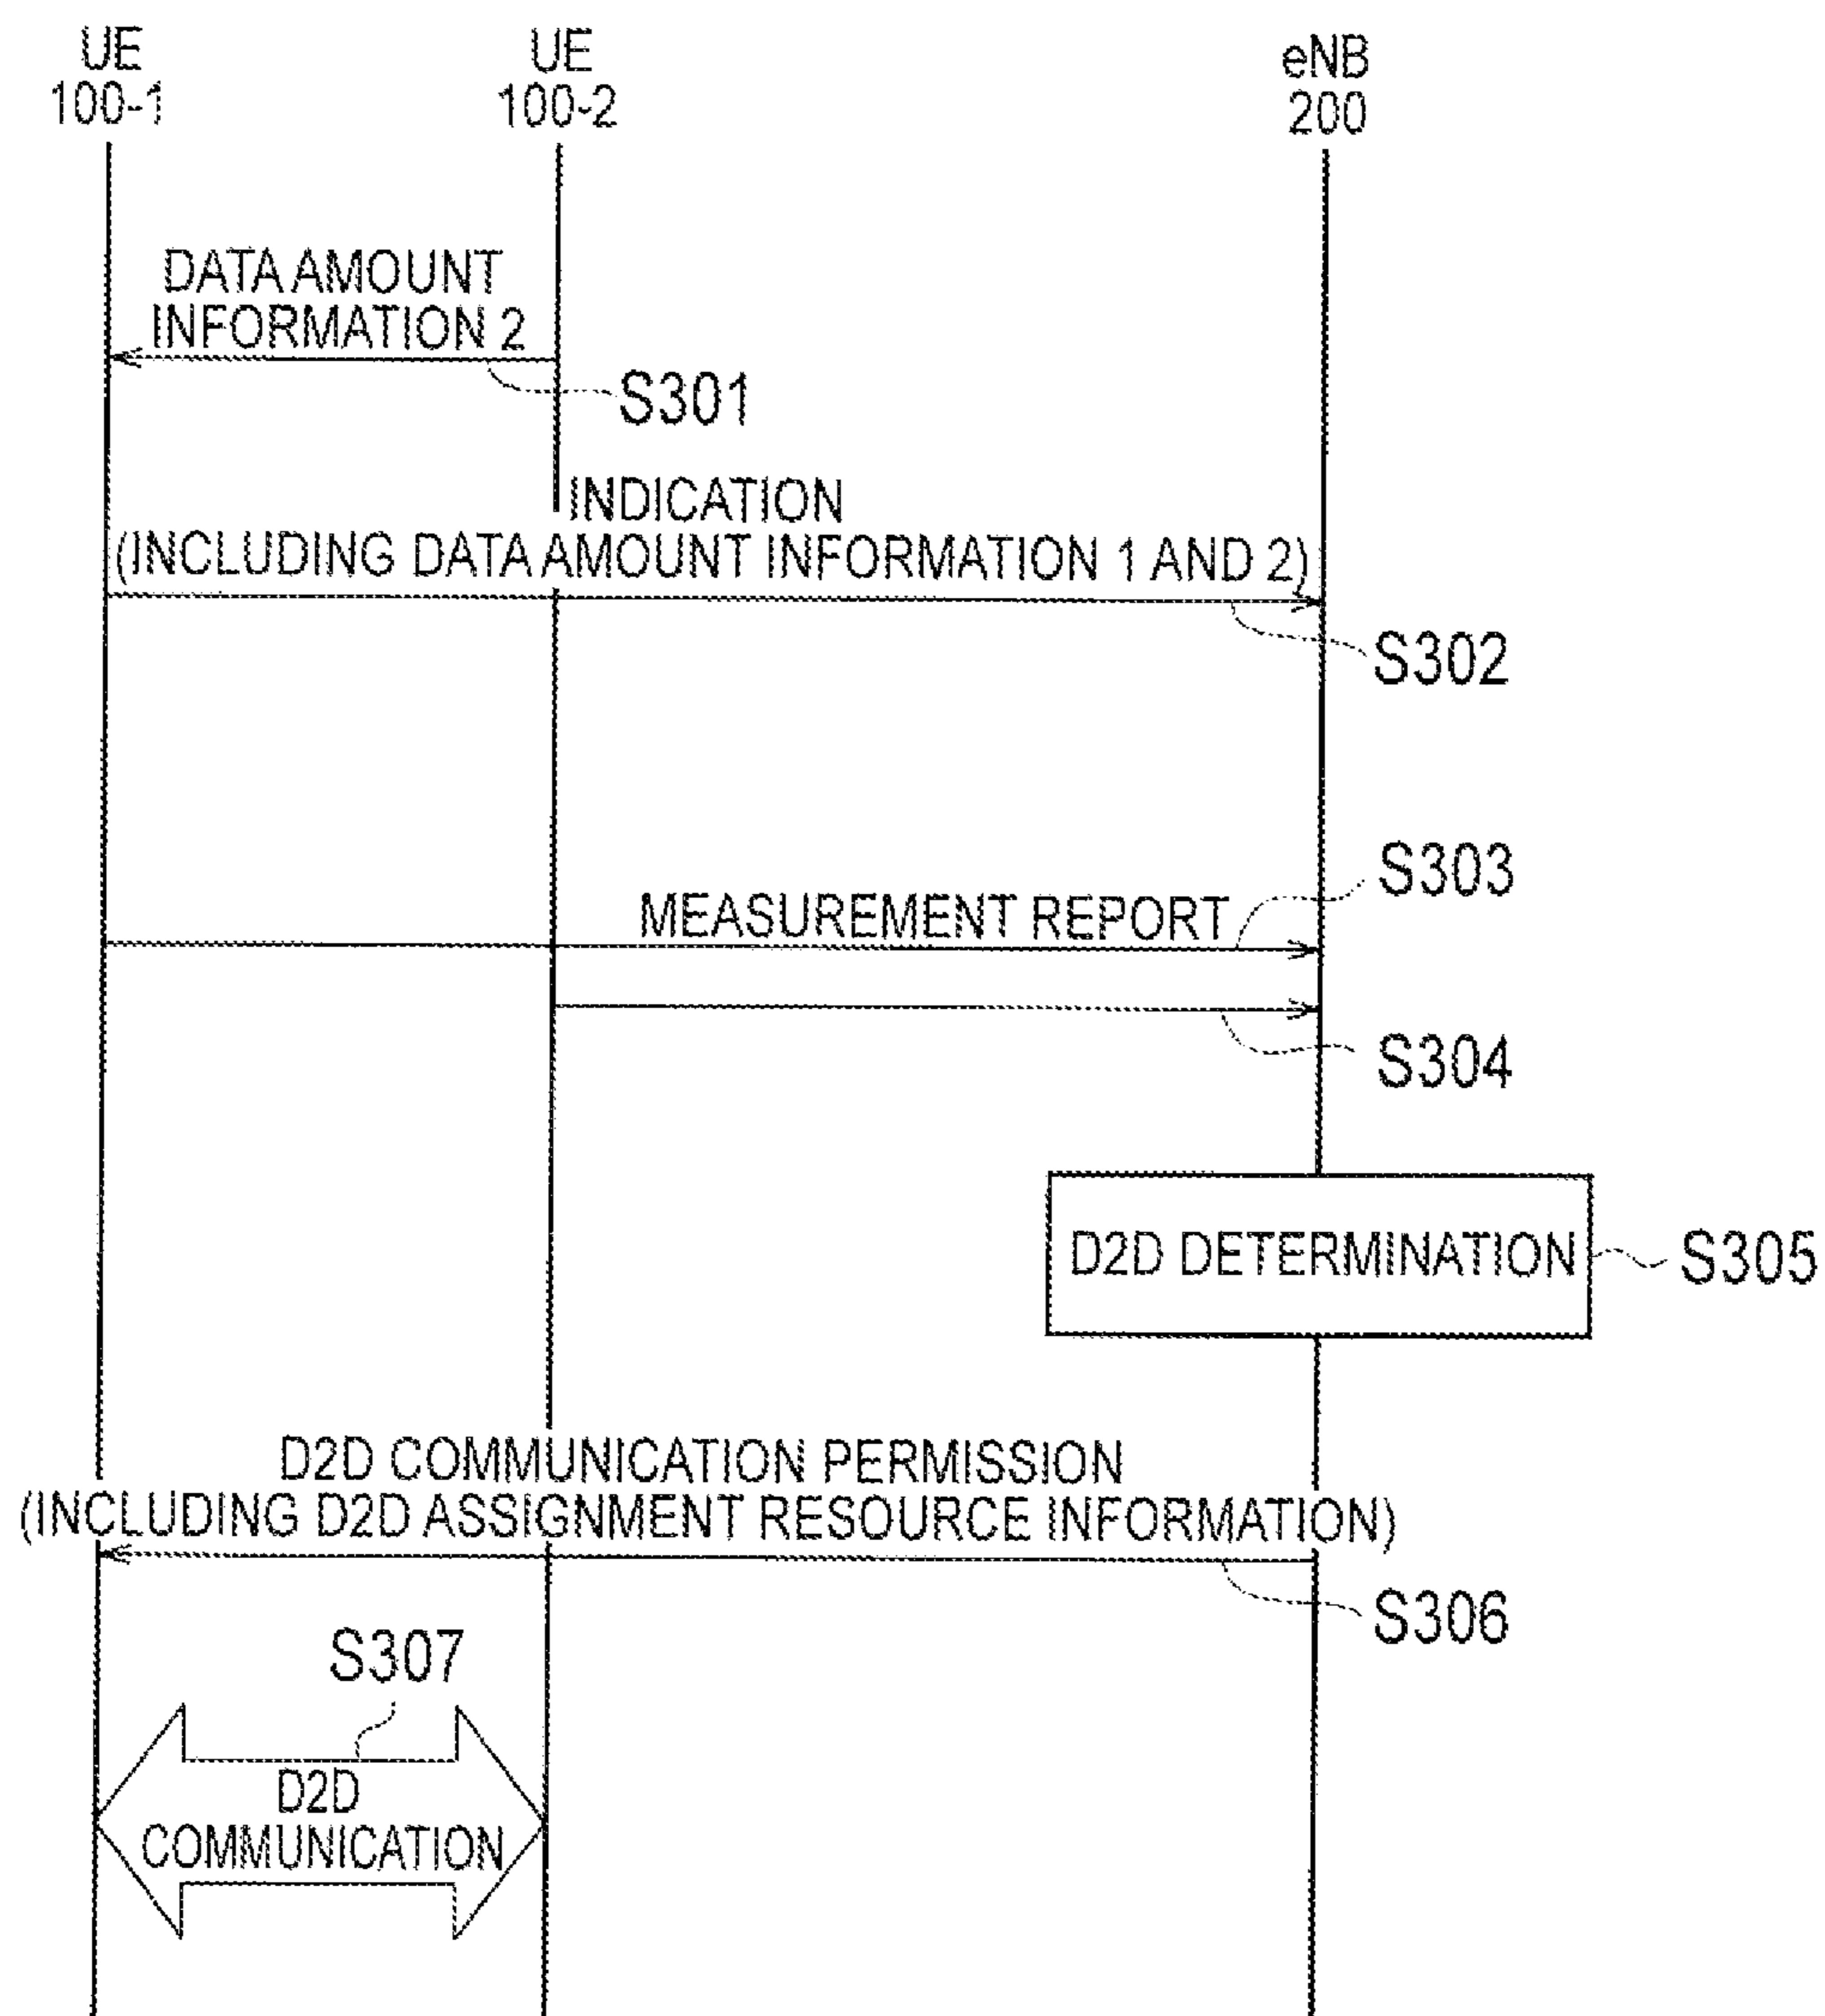 UE
100-1
UE
100-2
eNB
200
DATA AMOUNT
INFORMATION 2
S301
INDICATION
(INCLUDING DATA AMOUNT INFORMATION 1 AND 2)
S302
S303
MEASUREMENT REPORT
S304
D2D DETERMINATION
S305
D2D COMMUNICATION PERMISSION
(INCLUDING D2D ASSIGNMENT RESOURCE INFORMATION)
S306
S307
D2D
COMMUNICATION